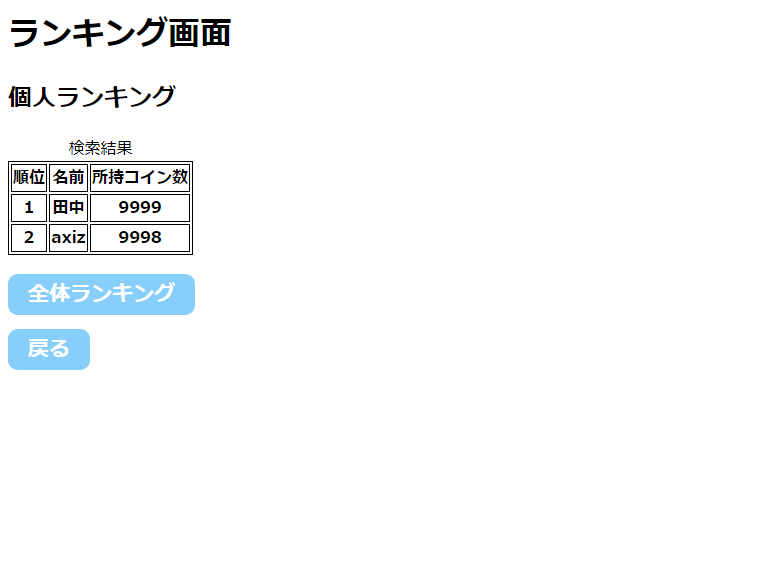 ランキング画面
個人ランキング
検索結果
順位 名前 所持コイン数
1 田中 9999
2 axiz 9998
全体ランキング
戻る